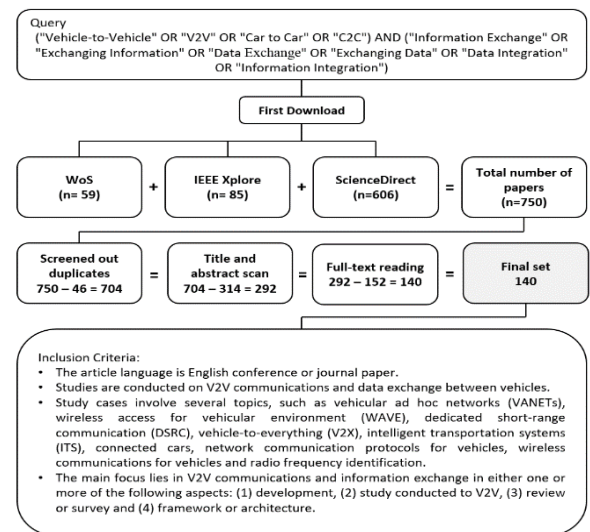 Query
("Vehicle-to-Vehicle" OR "V2V" OR "Car to Car" OR "C2C") AND ("Information Exchange" OR
"Exchanging Information" OR "Data Exchange" OR "Exchanging Data" OR "Data Integration"
OR "Information Integration")
First Download
WoS
(n= 59)
+
IEEE Xplore
(n= 85)
+
ScienceDirect
(n=606)
=
Total number of
papers
(n=750)
Screened out
duplicates
750 – 46 = 704
=
Title and
abstract scan
704 – 314 = 292
=
Full-text reading
292 – 152 = 140
=
Final set
140
Inclusion Criteria:
• The article language is English conference or journal paper.
• Studies are conducted on V2V communications and data exchange between vehicles.
• Study cases involve several topics, such as vehicular ad hoc networks (VANETs),
wireless access for vehicular environment (WAVE), dedicated short-range
communication (DSRC), vehicle-to-everything (V2X), intelligent transportation systems
(ITS), connected cars, network communication protocols for vehicles, wireless
communications for vehicles and radio frequency identification.
• The main focus lies in V2V communications and information exchange in either one or
more of the following aspects: (1) development, (2) study conducted to V2V, (3) review
or survey and (4) framework or architecture.